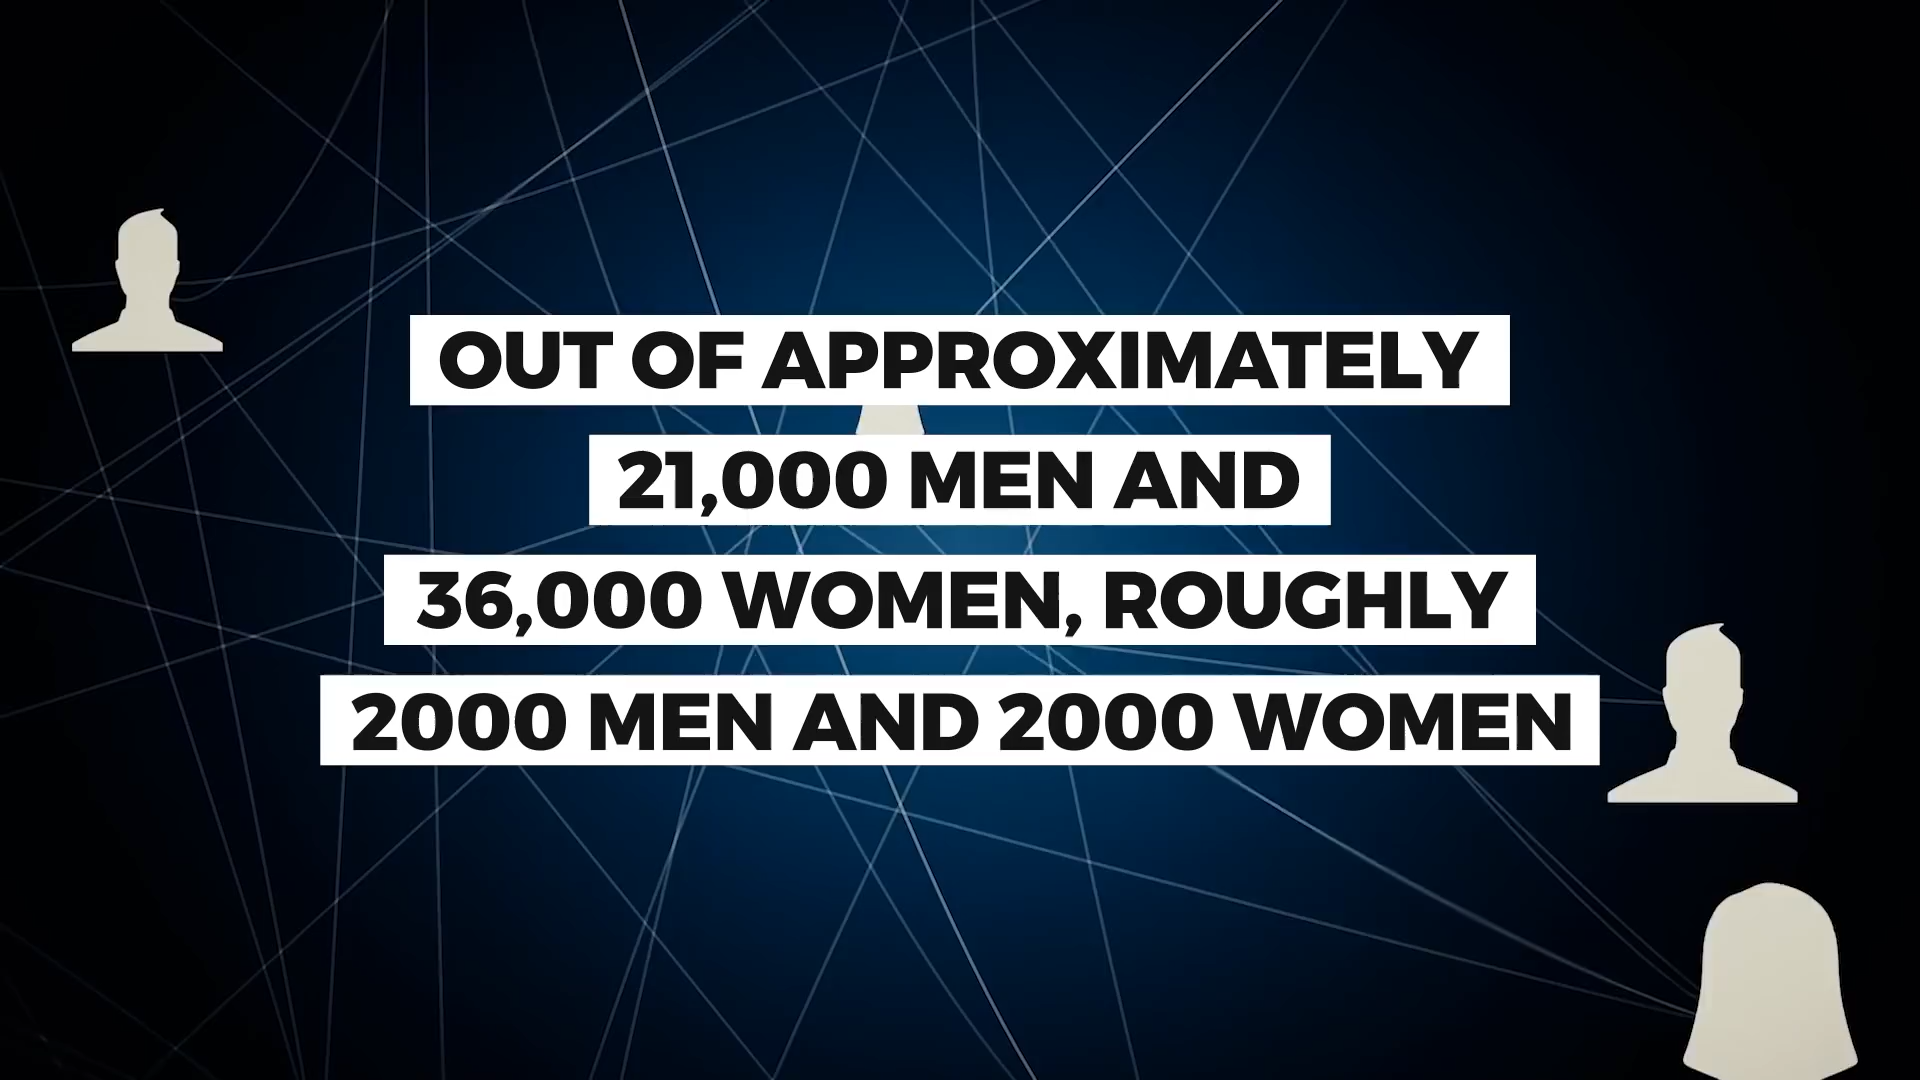 OUT OF APPROXIMATELY
21,000 MEN AND
36,000 WOMEN, ROUGHLY
2000 MEN AND 2000 WOMEN